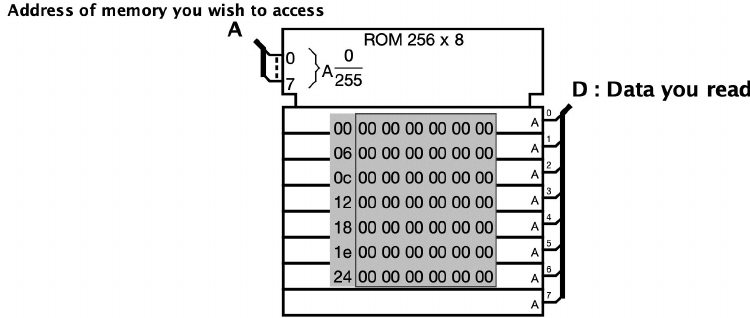 Address of memory you wish to access
A
ROM 256 x 8
0
7
A 0/255
D : Data you read
00 00 00 00 00 00 00 A 0
06 00 00 00 00 00 00 A 1
0c 00 00 00 00 00 00 A 2
12 00 00 00 00 00 00 A 3
18 00 00 00 00 00 00 A 4
1e 00 00 00 00 00 00 A 5
24 00 00 00 00 00 00 A 6
A 7